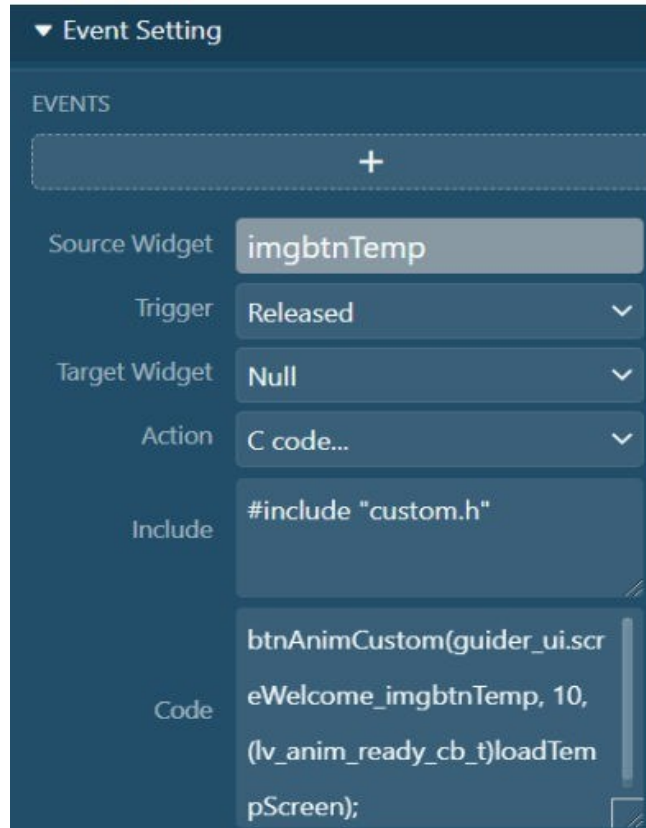 Event Setting
EVENTS
+
Source Widget imgbtnTemp
Trigger Released
Target Widget Null
Action C code...
Include #include "custom.h"
Code btnAnimCustom(guider_ui.scr
eWelcome_imgbtnTemp, 10,
(lv_anim_ready_cb_t)loadTem
pScreen);